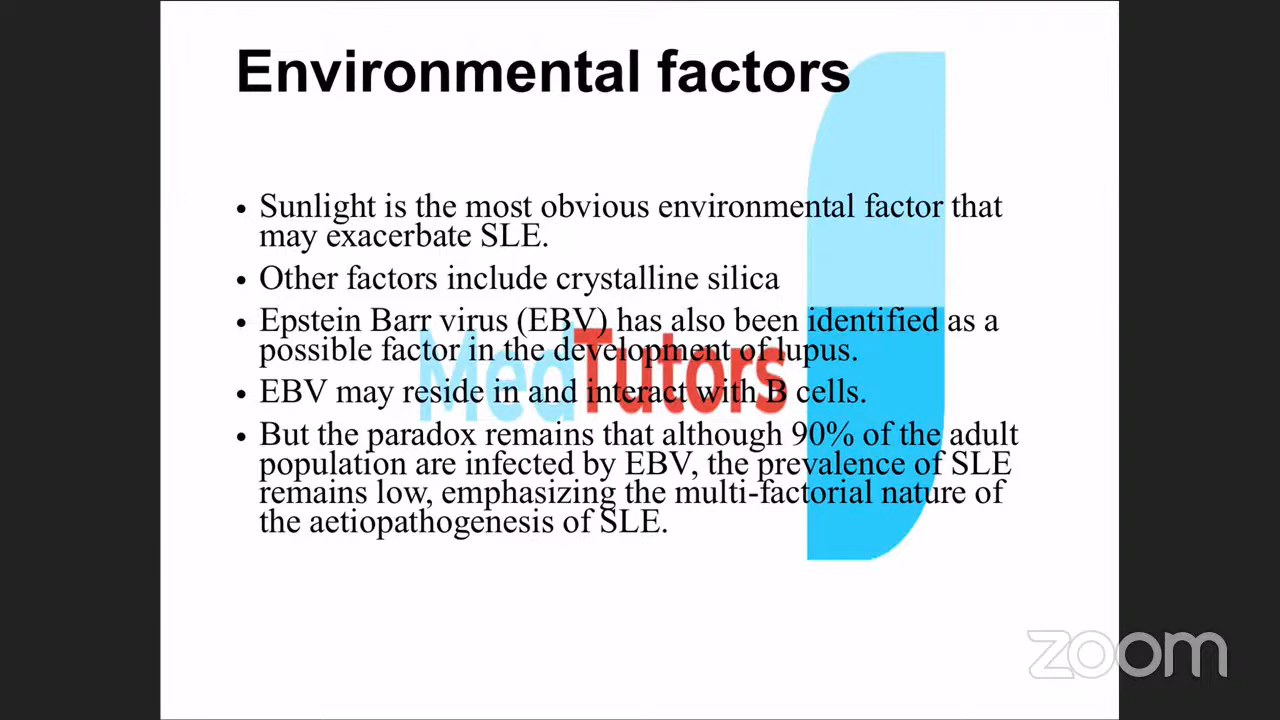 Environmental factors
• Sunlight is the most obvious environmental factor that
may exacerbate SLE.
• Other factors include crystalline silica
• Epstein Barr virus (EBV) has also been identified as a
possible factor in the development of lupus.
MedTutors
• EBV may reside in and interact with B cells.
• But the paradox remains that although 90% of the adult
population are infected by EBV, the prevalence of SLE
remains low, emphasizing the multi-factorial nature of
the aetiopathogenesis of SLE.
zoom